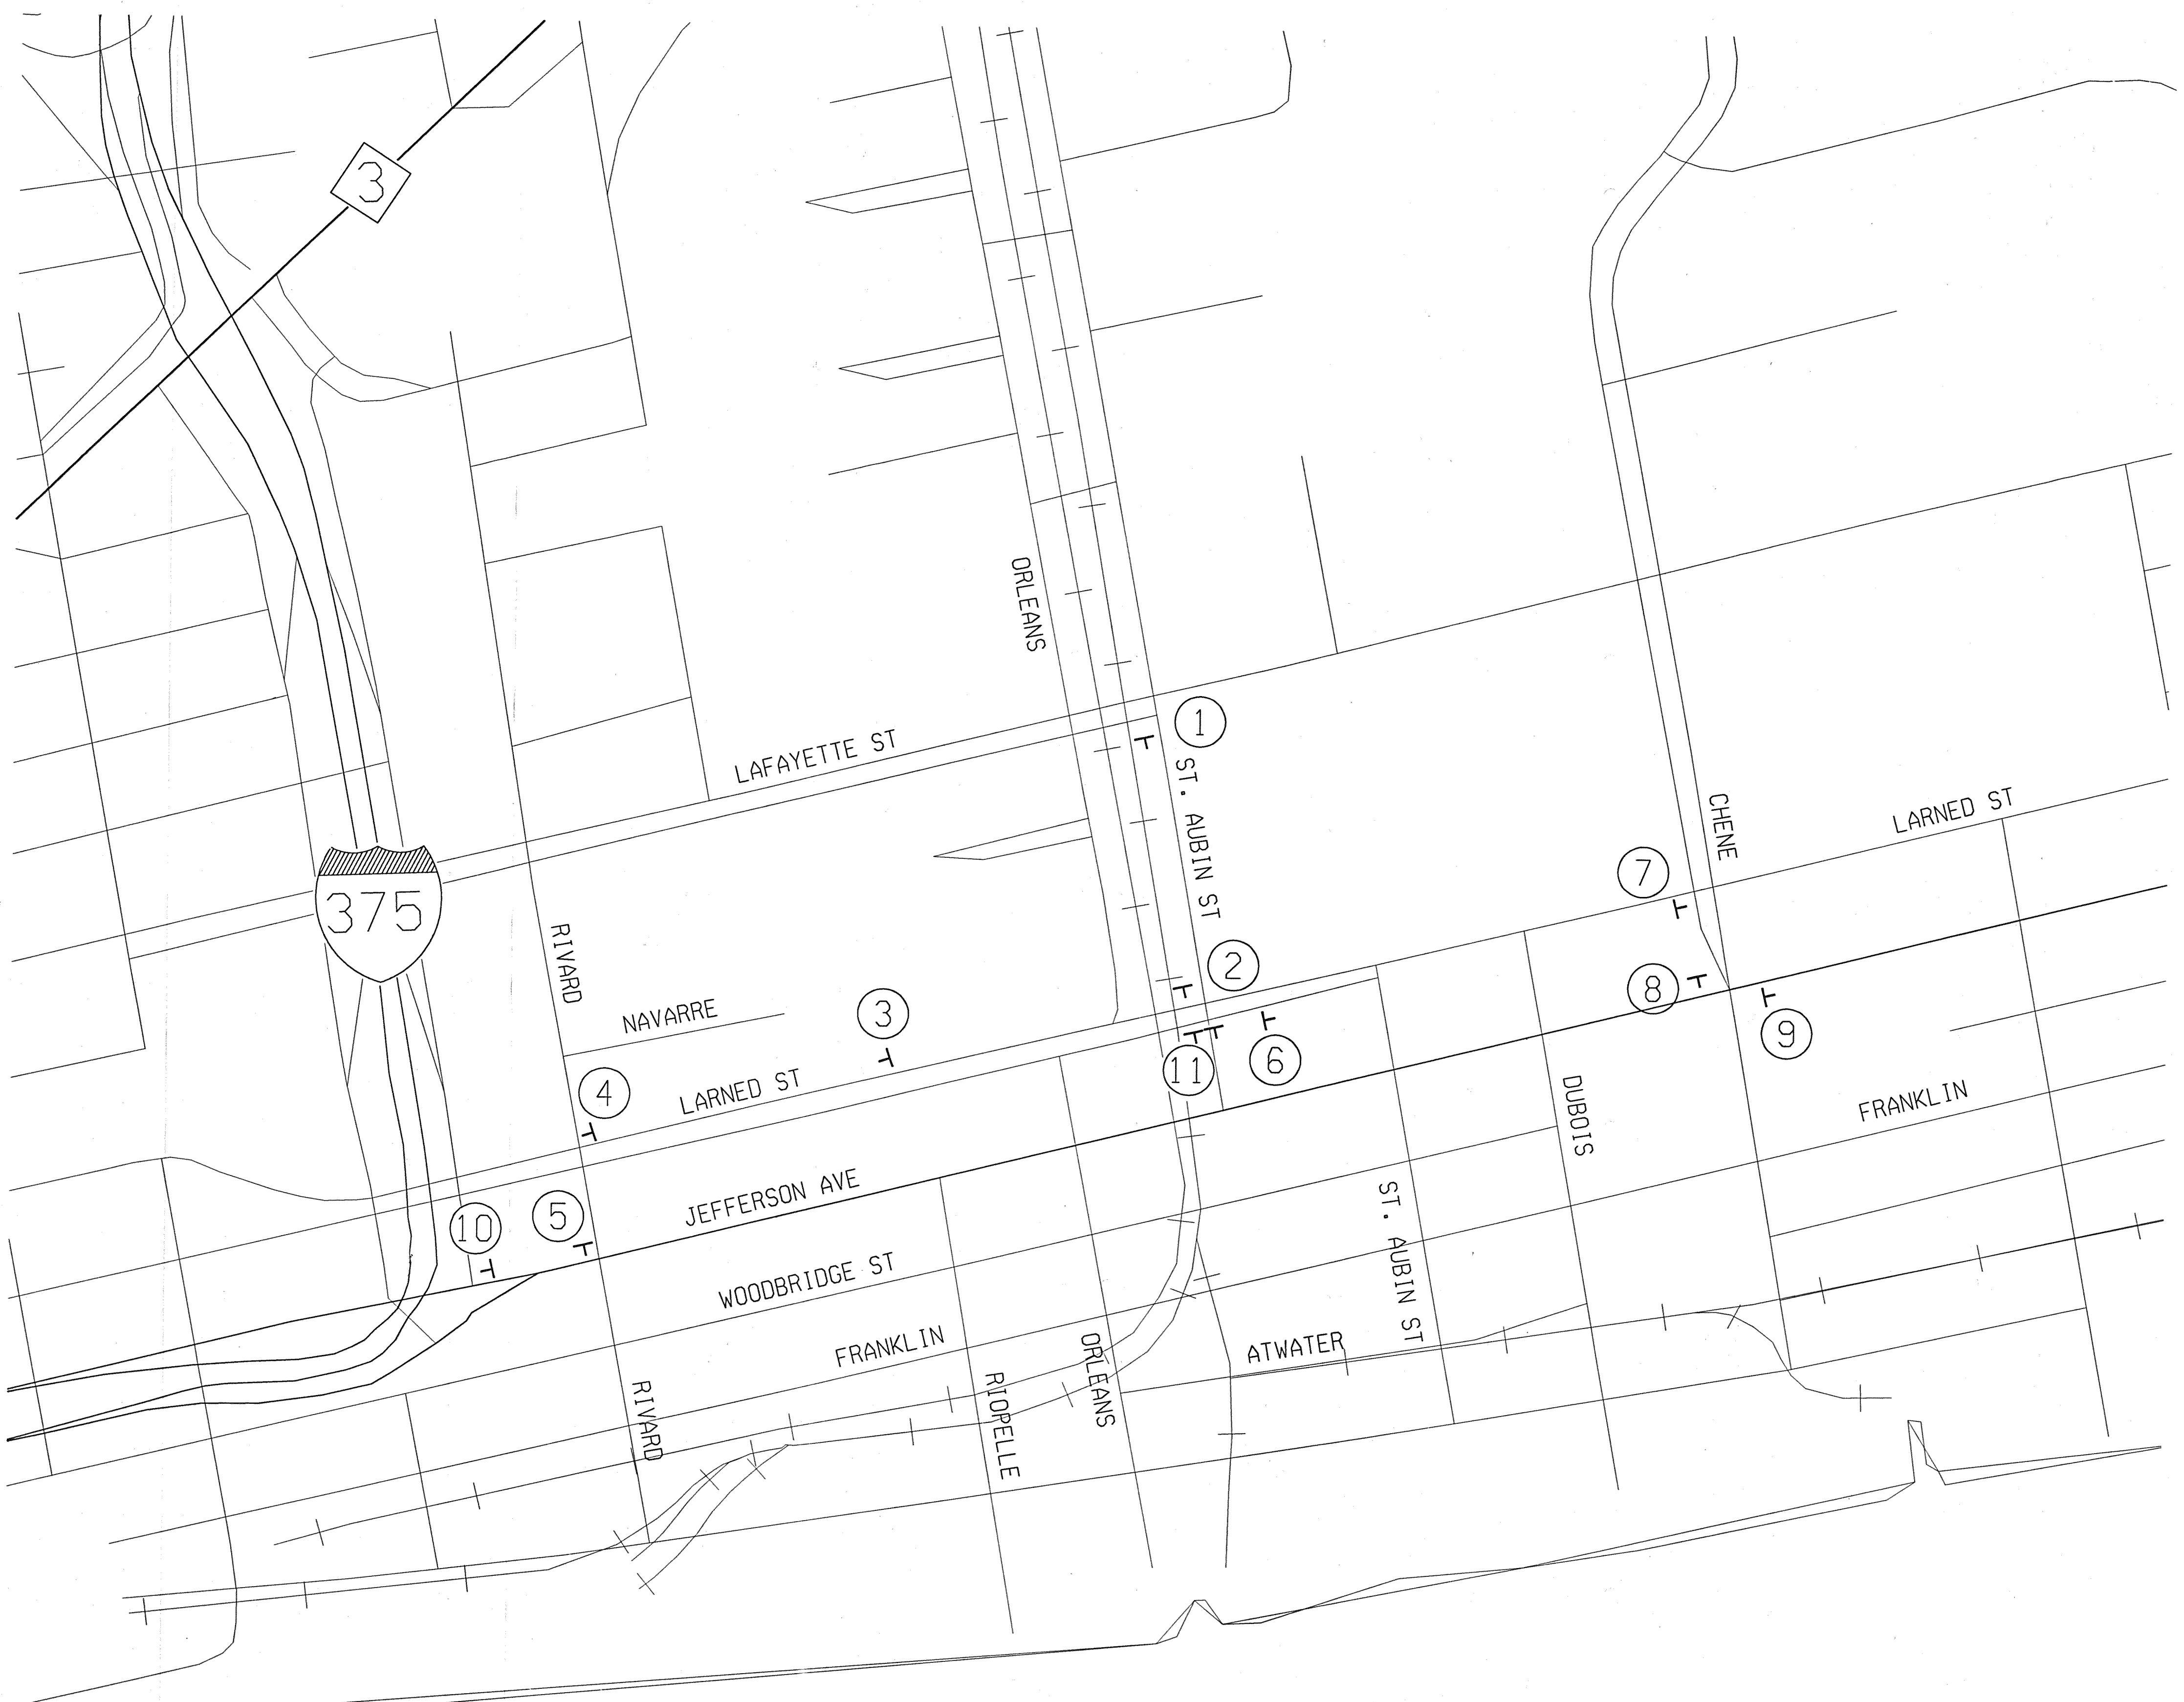 3
ORLEANS
1
LAFAYETTE ST
ST. AUBIN ST
CHENE
LARNED ST
7
375
RIVARD
2
8
NAVARRE
3
9
11
6
4
LARNED ST
DUBOIS
FRANKLIN
JEFFERSON AVE
5
10
ST. AUBIN ST
WOODBRIDGE ST
FRANKLIN
ATWATER
ORLEANS
RIVARD
RIOPELLE